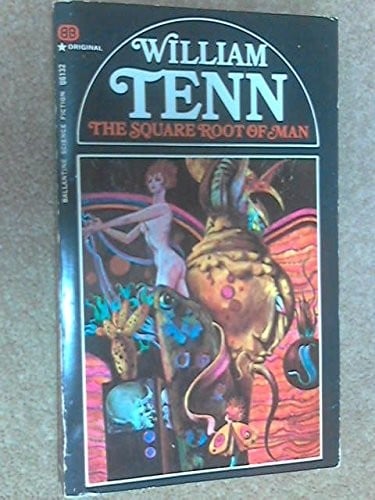 BB
★ ORIGINAL
WILLIAM
TENN
THE SQUARE ROOT OF MAN
BALLANTINE SCIENCE FICTION U6132